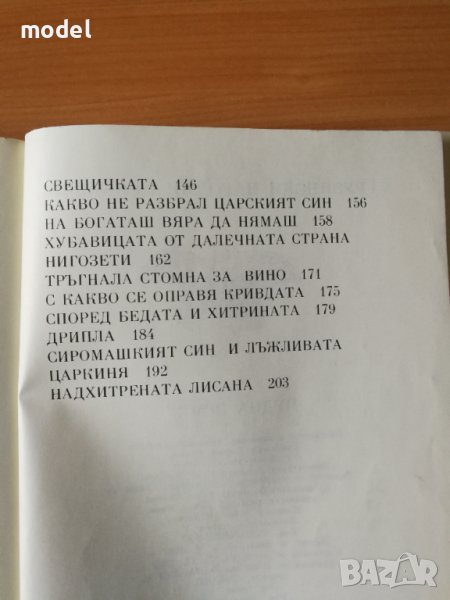 model
СВЕЩИЧКАТА 146
КАКВО НЕ РАЗБРАЛ ЦАРСКИЯТ СИН 156
НА БОГАТАШ ВЯРА ДА НЯМАШ 158
ХУБАВИЦАТА ОТ ДАЛЕЧНАТА СТРАНА
НИГОЗЕТИ 162
ТРЪГНАЛА СТОМНА ЗА ВИНО 171
С КАКВО СЕ ОПРАВЯ КРИВДАТА 175
СПОРЕД БЕДАТА И ХИТРИНАТА 179
ДРИПЛА 184
СИРОМАШКИЯТ СИН И ЛЪЖЛИВАТА
ЦАРКИНЯ 192
НАДХИТРЕНАТА ЛИСАНА 203
БАЗАР